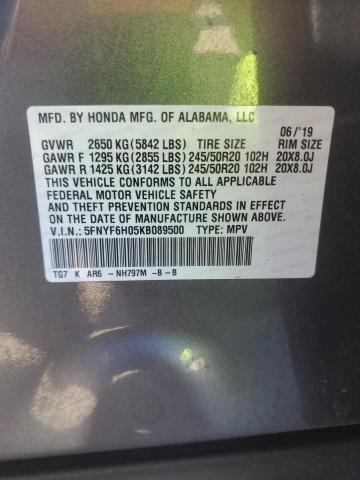 MFD. BY HONDA MFG. OF ALABAMA, LLC
06/'19
GVWR 2650 KG(5842 LBS) TIRE SIZE RIM SIZE
GAWR F 1295 KG(2855 LBS) 245/50R20 102H 20X8.0J
GAWR R 1425 KG(3142 LBS) 245/50R20 102H 20X8.0J
THIS VEHICLE CONFORMS TO ALL APPLICABLE
FEDERAL MOTOR VEHICLE SAFETY
AND THEFT PREVENTION STANDARDS IN EFFECT
ON THE DATE OF MANUFACTURE SHOWN ABOVE.
V.I.N.: 5FNYF6H05KB089500 TYPE: MPV
TG7 K AR6 -NH797M -B-B